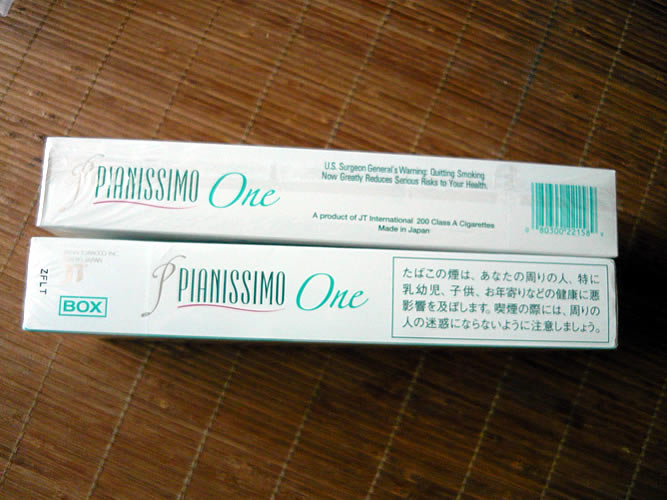 PIANISSIMO One
U.S. Surgeon General's Warning: Quitting Smoking
Now Greatly Reduces Serious Risks to Your Health.
A product of JT International 200 Class A Cigarettes
Made in Japan
0 80300 22158
ZFLT
BOX
PIANISSIMO One
たばこの煙は、あなたの周りの人、特に
乳幼児、子供、お年寄りなどの健康に悪
影響を及ぼします。喫煙の際には、周りの
人の迷惑にならないように注意しましょう。